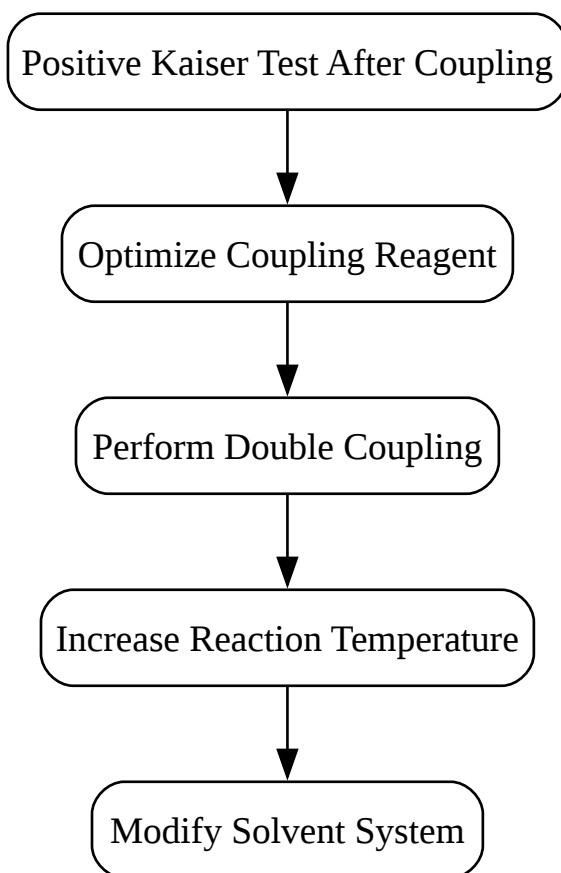 Positive Kaiser Test After Coupling
Optimize Coupling Reagent
Perform Double Coupling
Increase Reaction Temperature
Modify Solvent System